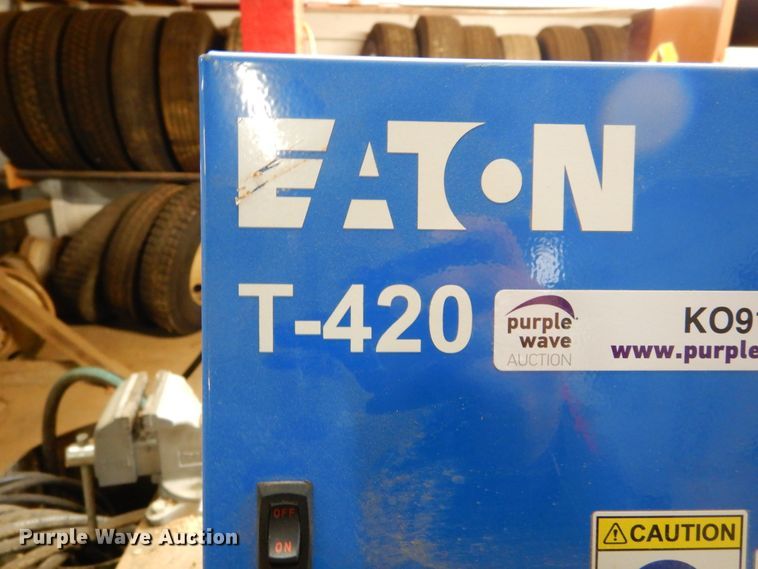 EATON
T-420
purple
wave
AUCTION
KO91
www.purple
OFF
ON
CAUTION
Purple Wave Auction